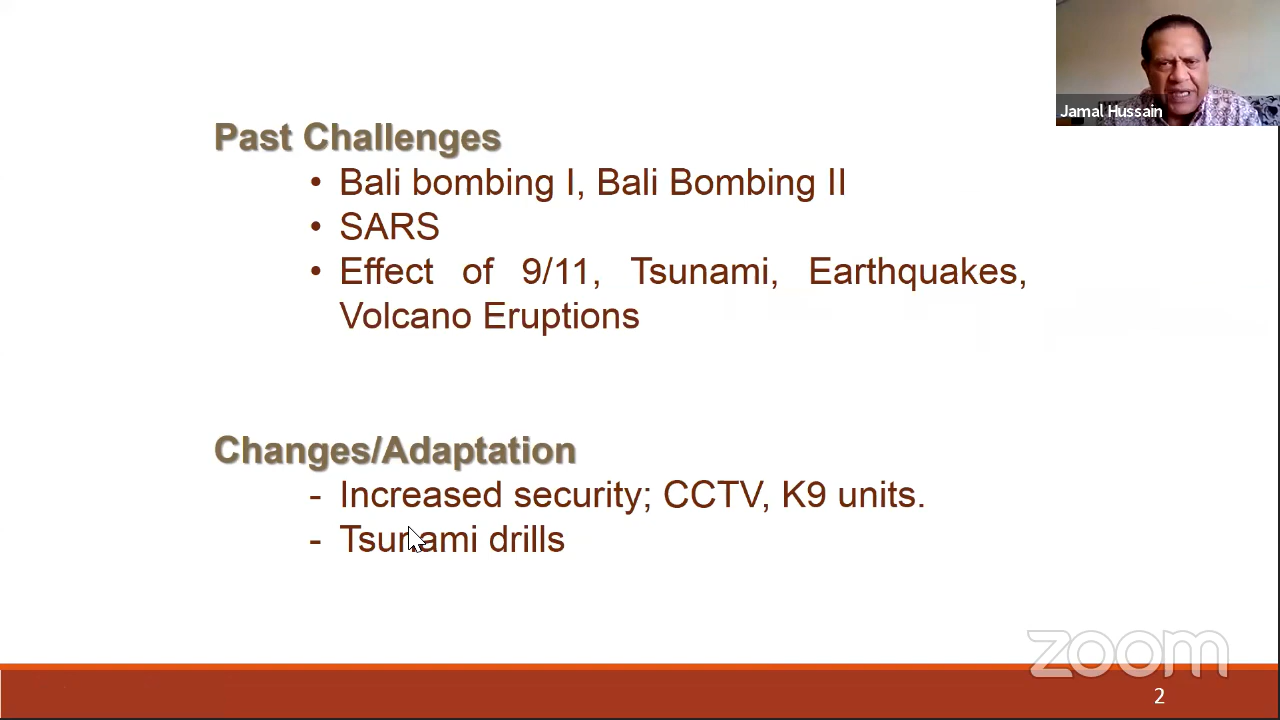 Jamal Hussain
Past Challenges
• Bali bombing I, Bali Bombing II
• SARS
• Effect of 9/11, Tsunami, Earthquakes,
Volcano Eruptions
Changes/Adaptation
- Increased security; CCTV, K9 units.
- Tsunami drills
zoom
2